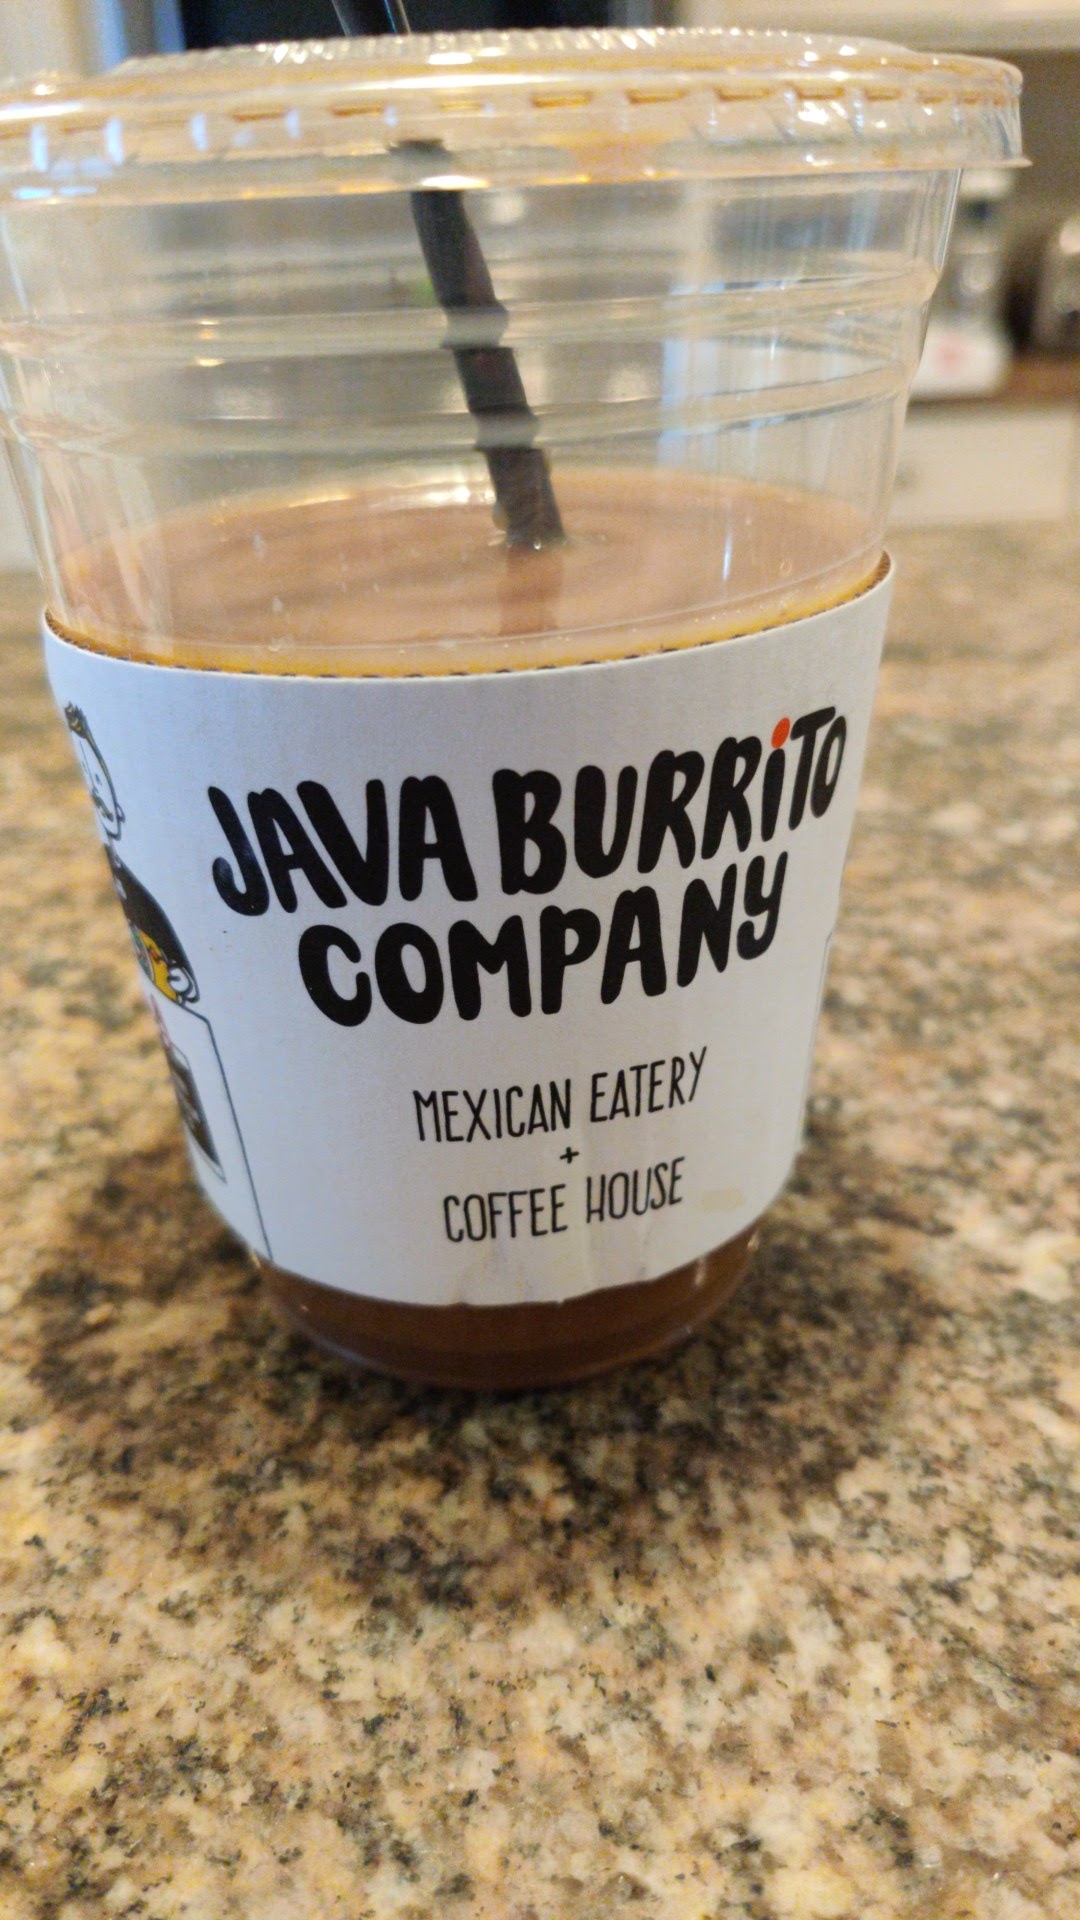 JAVA BURRiTO
COMPANY
MEXICAN EATERY
+
COFFEE HOUSE